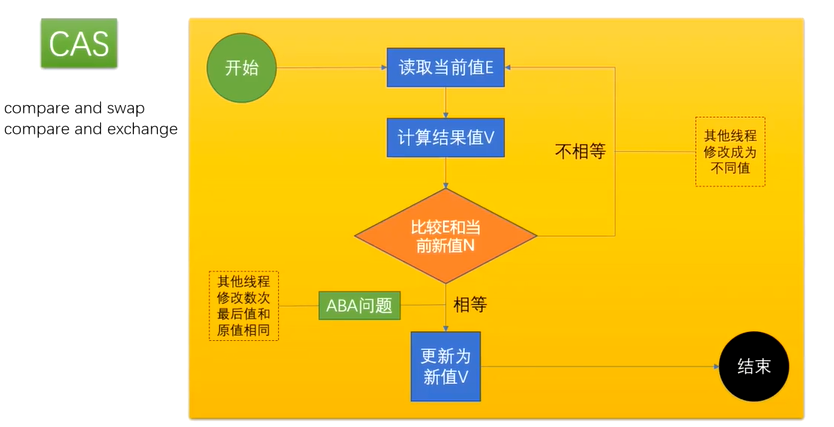 CAS
compare and swap
compare and exchange
开始
读取当前值E
计算结果值V
不相等
其他线程
修改成为
不同值
比较E和当
前新值N
其他线程
修改数次
最后值和
原值相同
ABA问题
相等
更新为
新值V
结束